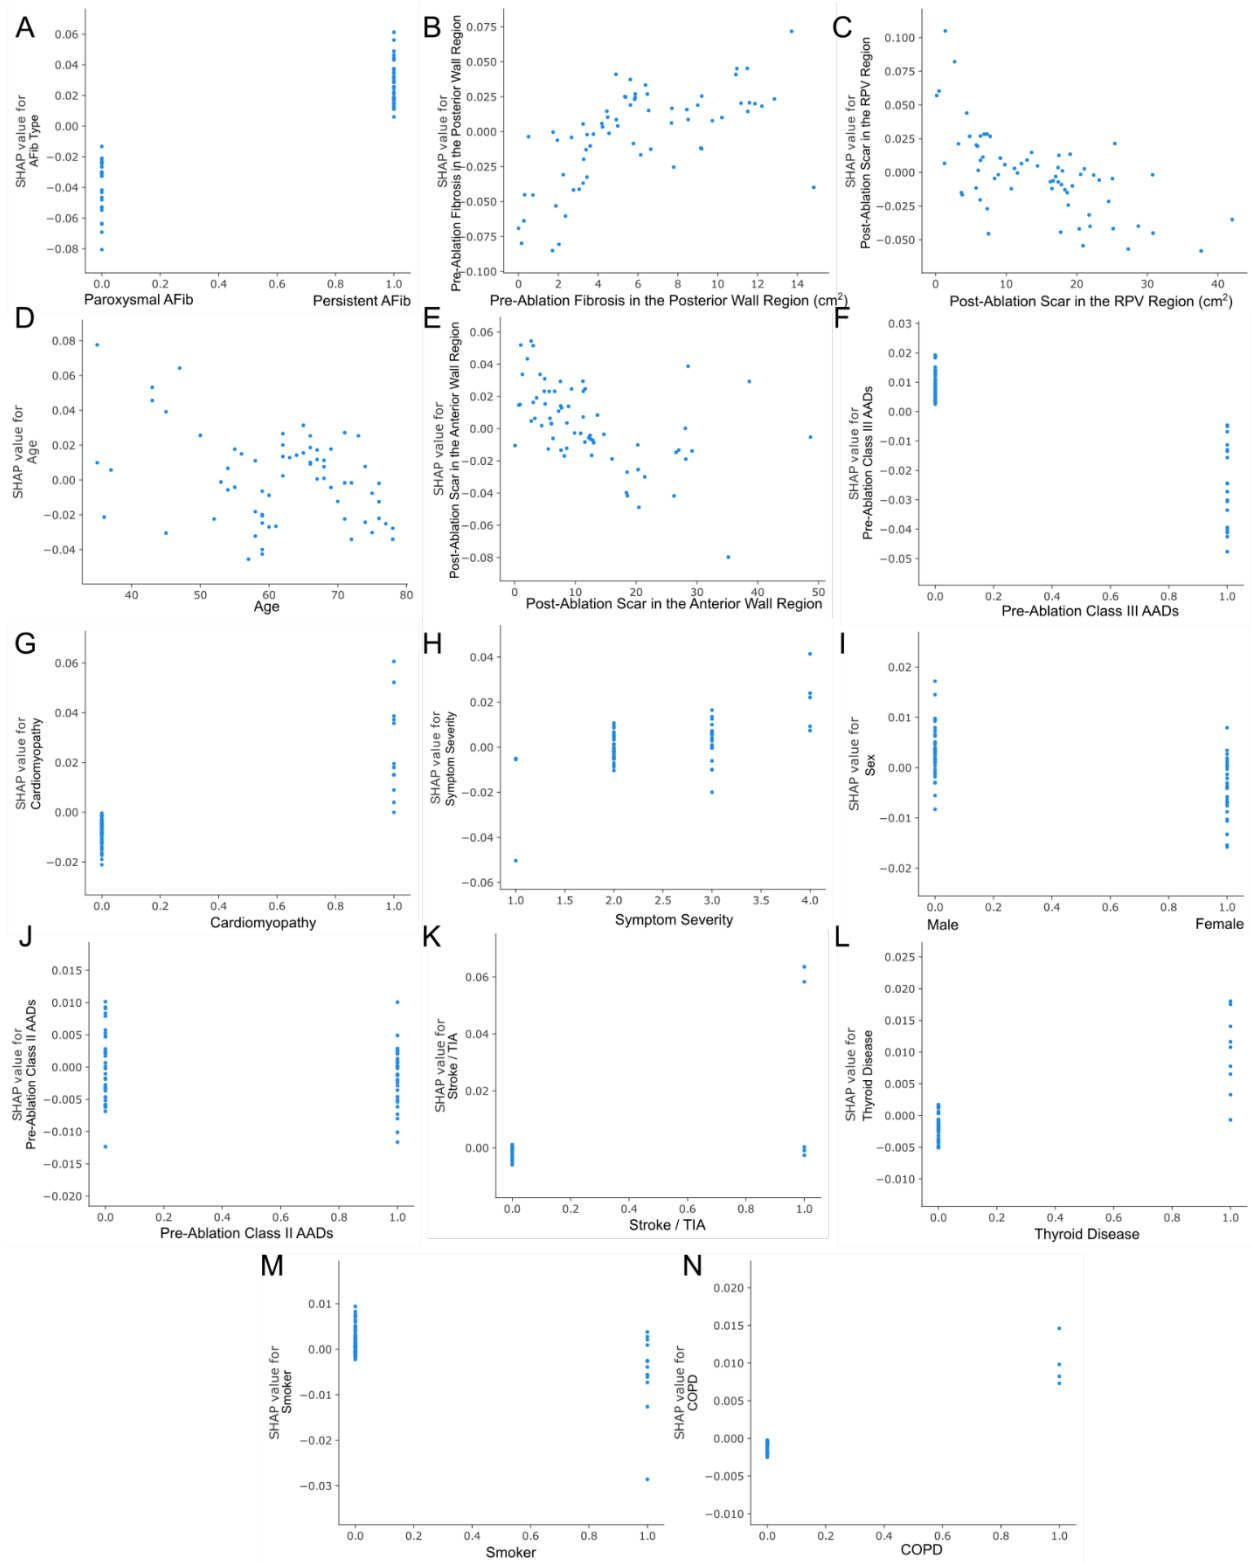 A
SHAP value for
AFib Type
0.06
0.04
0.02
0.00
−0.02
−0.04
−0.06
−0.08
0.0 0.2 0.4 0.6 0.8 1.0
Paroxysmal AFib Persistent AFib
B
SHAP value for
Pre-Ablation Fibrosis in the Posterior Wall Region
0.075
0.050
0.025
0.000
−0.025
−0.050
−0.075
−0.100
0 2 4 6 8 10 12 14
Pre-Ablation Fibrosis in the Posterior Wall Region (cm²)
C
SHAP value for
Post-Ablation Scar in the RPV Region
0.100
0.075
0.050
0.025
0.000
−0.025
−0.050
0 10 20 30 40
Post-Ablation Scar in the RPV Region (cm²)
D
SHAP value for
Age
0.08
0.06
0.04
0.02
0.00
−0.02
−0.04
40 50 60 70 80
Age
E
SHAP value for
Post-Ablation Scar in the Anterior Wall Region
0.06
0.04
0.02
0.00
−0.02
−0.04
−0.06
−0.08
0 10 20 30 40 50
Post-Ablation Scar in the Anterior Wall Region
F
SHAP value for
Pre-Ablation Class III AADs
0.03
0.02
0.01
0.00
−0.01
−0.02
−0.03
−0.04
−0.05
0.0 0.2 0.4 0.6 0.8 1.0
Pre-Ablation Class III AADs
G
SHAP value for
Cardiomyopathy
0.06
0.04
0.02
0.00
−0.02
0.0 0.2 0.4 0.6 0.8 1.0
Cardiomyopathy
H
SHAP value for
Symptom Severity
0.04
0.02
0.00
−0.02
−0.04
−0.06
1.0 1.5 2.0 2.5 3.0 3.5 4.0
Symptom Severity
I
SHAP value for
Sex
0.02
0.01
0.00
−0.01
−0.02
0.0 0.2 0.4 0.6 0.8 1.0
Male Female
J
SHAP value for
Pre-Ablation Class II AADs
0.015
0.010
0.005
0.000
−0.005
−0.010
−0.015
−0.020
0.0 0.2 0.4 0.6 0.8 1.0
Pre-Ablation Class II AADs
K
SHAP value for
Stroke / TIA
0.06
0.04
0.02
0.00
0.0 0.2 0.4 0.6 0.8 1.0
Stroke / TIA
L
SHAP value for
Thyroid Disease
0.025
0.020
0.015
0.010
0.005
0.000
−0.005
−0.010
0.0 0.2 0.4 0.6 0.8 1.0
Thyroid Disease
M
SHAP value for
Smoker
0.01
0.00
−0.01
−0.02
−0.03
0.0 0.2 0.4 0.6 0.8 1.0
Smoker
N
SHAP value for
COPD
0.020
0.015
0.010
0.005
0.000
−0.005
−0.010
0.0 0.2 0.4 0.6 0.8 1.0
COPD